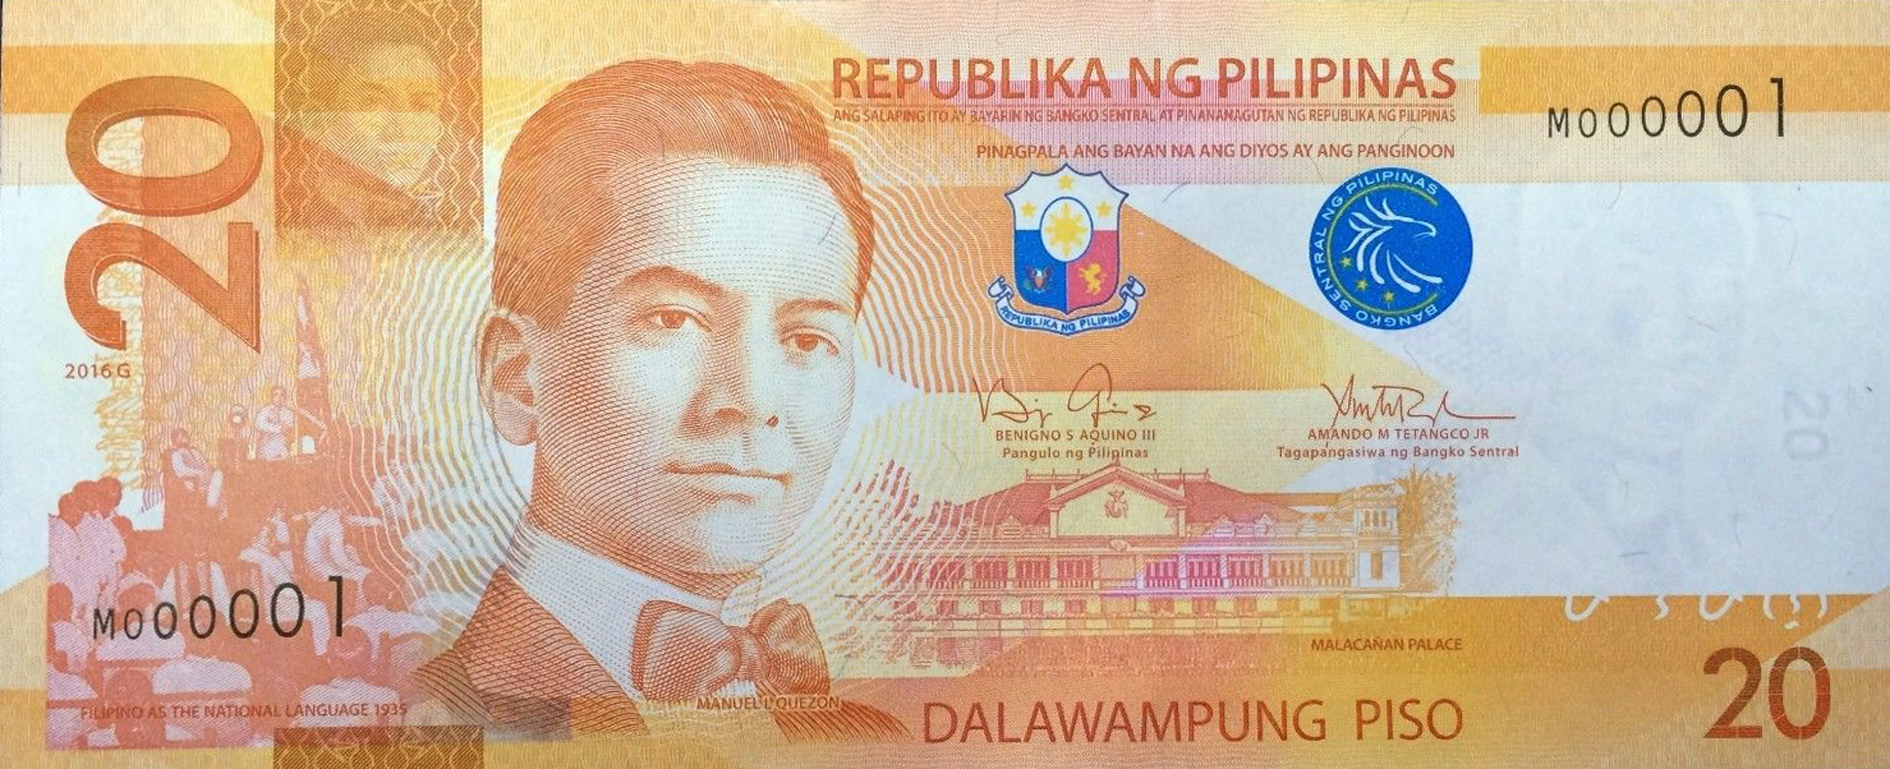 20
REPUBLIKA NG PILIPINAS
ANG SALAPING ITO AY BAYARIN NG BANGKO SENTRAL AT PINANANAGUTAN NG REPUBLIKA NG PILIPINAS
PINAGPALA ANG BAYAN NA ANG DIYOS AY ANG PANGINOON
M000001
REPUBLIKA NG PILIPINAS
BANGKO SENTRAL NG PILIPINAS
2016 G
BENIGNO S AQUINO III
Pangulo ng Pilipinas
AMANDO M TETANGCO JR
Tagapangasiwa ng Bangko Sentral
20
M000001
MALACAÑAN PALACE
FILIPINO AS THE NATIONAL LANGUAGE 1935
MANUEL L QUEZON
DALAWAMPUNG PISO
20